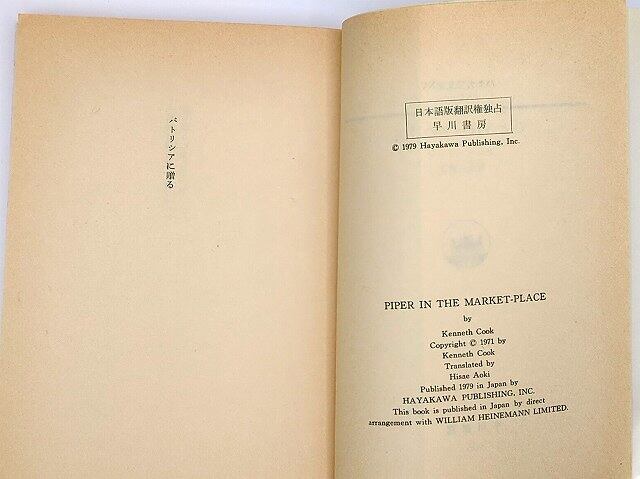 パトリシアに贈る
日本語版翻訳権独占
早川書房
© 1979 Hayakawa Publishing, Inc.
PIPER IN THE MARKET-PLACE
by
Kenneth Cook
Copyright © 1971 by
Kenneth Cook
Translated by
Hisae Aoki
Published 1979 in Japan by
HAYAKAWA PUBLISHING, INC.
This book is published in Japan by direct
arrangement with WILLIAM HEINEMANN LIMITED.